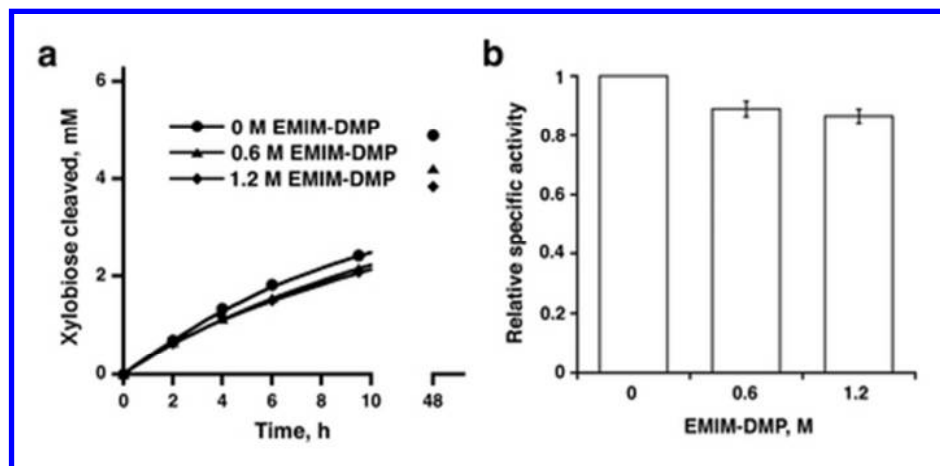 a
6
4
2
0
Xylobiose cleaved, mM
0 M EMIM-DMP
0.6 M EMIM-DMP
1.2 M EMIM-DMP
0 2 4 6 8 10 48
Time, h
b
1
0.8
0.6
0.4
0.2
0
Relative specific activity
0 0.6 1.2
EMIM-DMP, M